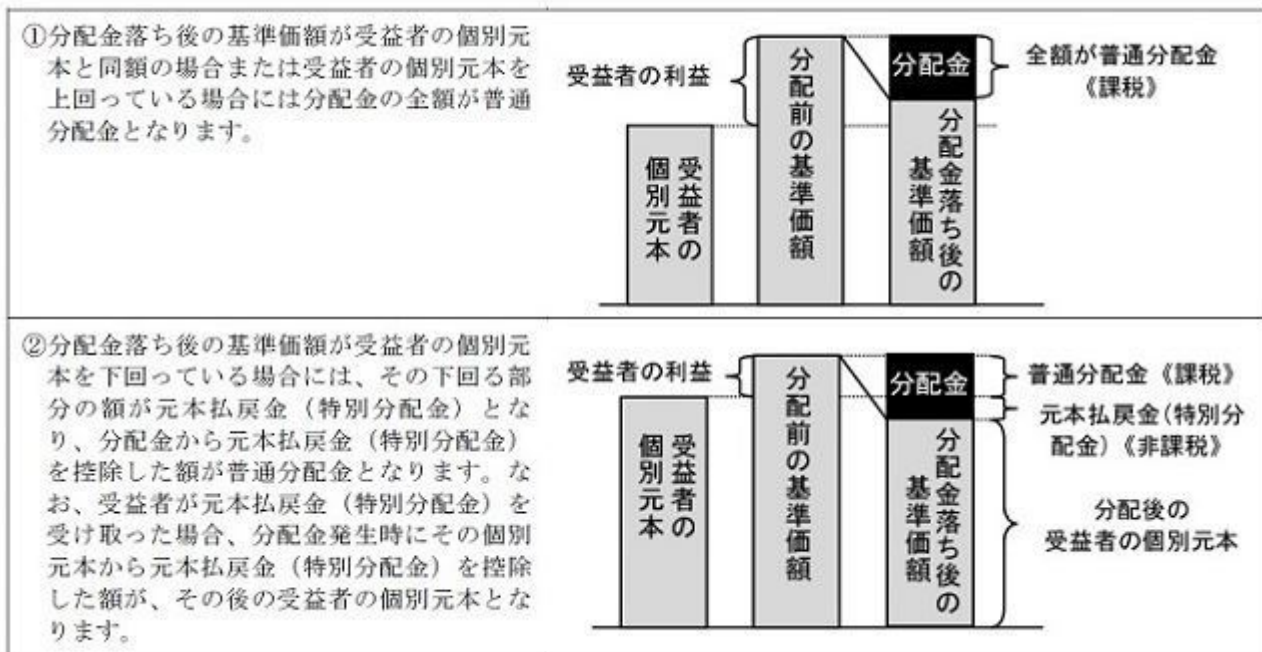 ①分配金落ち後の基準価額が受益者の個別元
本と同額の場合または受益者の個別元本を
上回っている場合には分配金の全額が普通
分配金となります。
受益者の利益
受益者の
個別元本
分配前の基準価額
分配金
分配金落ち後の
基準価額
全額が普通分配金
《課税》
②分配金落ち後の基準価額が受益者の個別元
本を下回っている場合には、その下回る部
分の額が元本払戻金（特別分配金）とな
り、分配金から元本払戻金（特別分配金）
を控除した額が普通分配金となります。な
お、受益者が元本払戻金（特別分配金）を
受け取った場合、分配金発生時にその個別
元本から元本払戻金（特別分配金）を控除
した額が、その後の受益者の個別元本とな
ります。
受益者の利益
受益者の
個別元本
分配前の基準価額
分配金
分配金落ち後の
基準価額
普通分配金《課税》
元本払戻金(特別分
配金)《非課税》
分配後の
受益者の個別元本